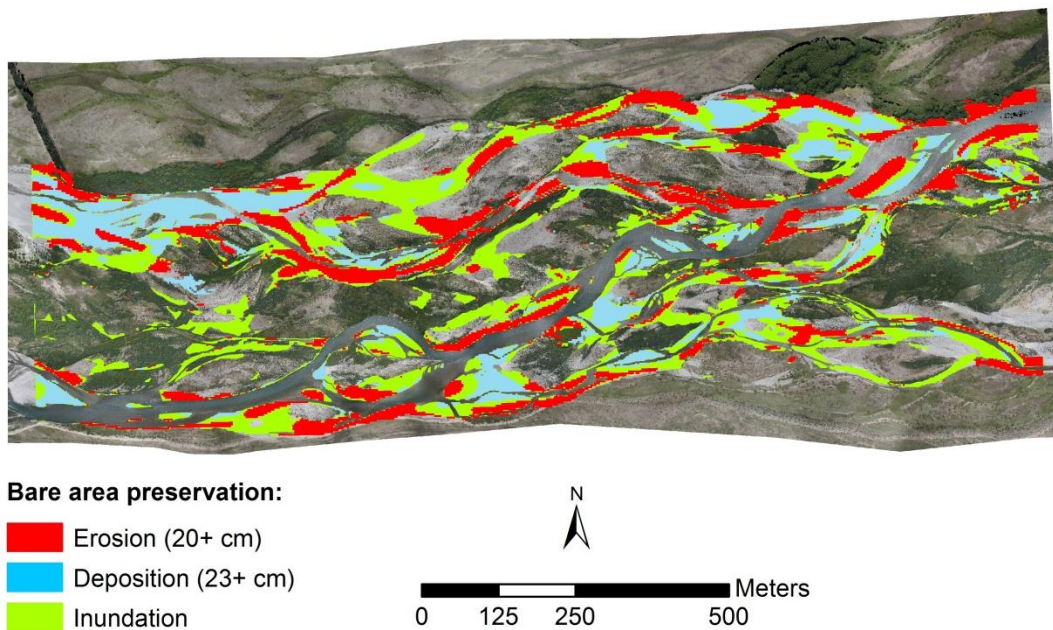 Bare area preservation:
Erosion (20+ cm)
Deposition (23+ cm)
Inundation
N
Meters
0 125 250 500